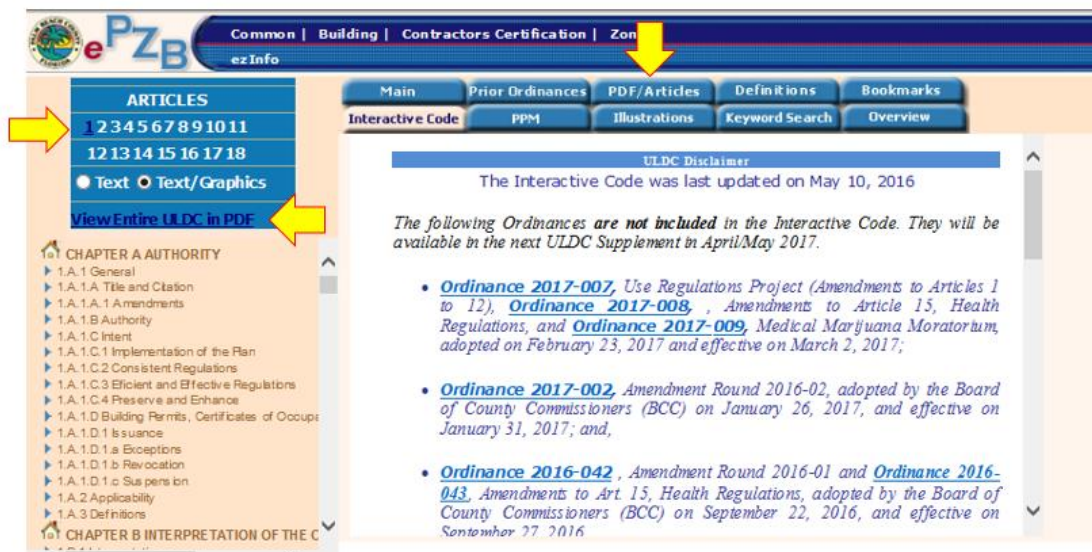 ePZB
Common | Building | Contractors Certification | Zon
ezInfo
ARTICLES
1 2 3 4 5 6 7 8 9 10 11
12 13 14 15 16 17 18
Text Text/Graphics
View Entire ULDC in PDF
CHAPTER A AUTHORITY
1.A.1 General
1.A.1.A Title and Citation
1.A.1.A.1 Amendments
1.A.1.B Authority
1.A.1.C Intent
1.A.1.C.1 Implementation of the Plan
1.A.1.C.2 Consistent Regulations
1.A.1.C.3 Efficient and Effective Regulations
1.A.1.C.4 Preserve and Enhance
1.A.1.D Building Permits, Certificates of Occupa
1.A.1.D.1 Issuance
1.A.1.D.1.a Exceptions
1.A.1.D.1.b Revocation
1.A.1.D.1.c Suspension
1.A.2 Applicability
1.A.3 Definitions
CHAPTER B INTERPRETATION OF THE C
Main Prior Ordinances PDF/Articles Definitions Bookmarks
Interactive Code PPM Illustrations Keyword Search Overview
ULDC Disclaimer
The Interactive Code was last updated on May 10, 2016
The following Ordinances are not included in the Interactive Code. They will be
available in the next ULDC Supplement in April/May 2017.
• Ordinance 2017-007, Use Regulations Project (Amendments to Articles 1
to 12), Ordinance 2017-008, , Amendments to Article 15, Health
Regulations, and Ordinance 2017-009, Medical Marijuana Moratorium,
adopted on February 23, 2017 and effective on March 2, 2017;
• Ordinance 2017-002, Amendment Round 2016-02, adopted by the Board
of County Commissioners (BCC) on January 26, 2017, and effective on
January 31, 2017; and,
• Ordinance 2016-042 , Amendment Round 2016-01 and Ordinance 2016-
043, Amendments to Art. 15, Health Regulations, adopted by the Board of
County Commissioners (BCC) on September 22, 2016, and effective on
September 27, 2016